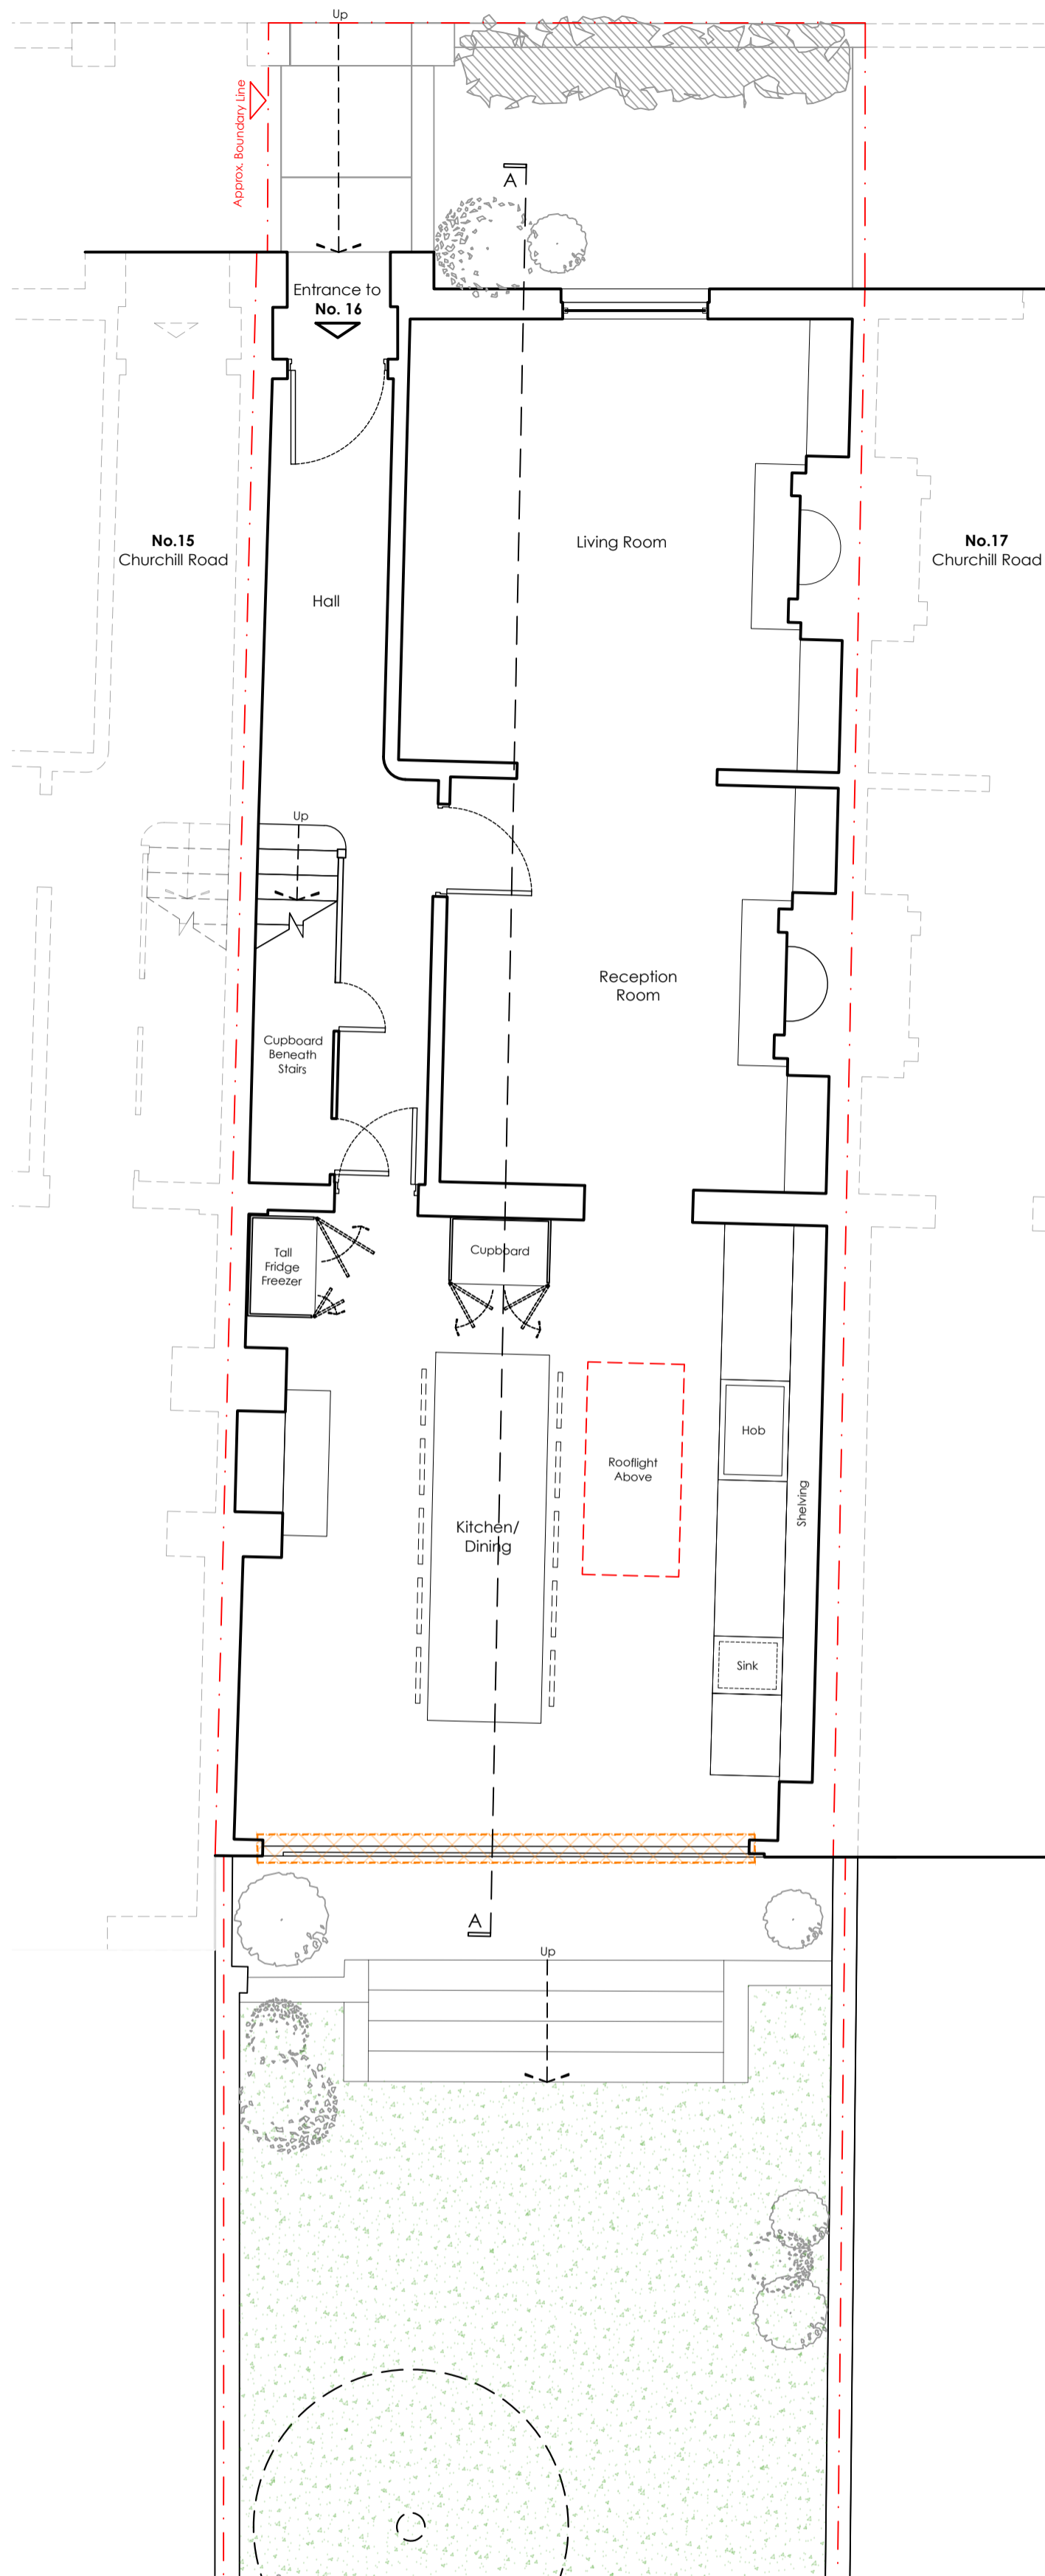 Up
Approx. Boundary Line
A
Entrance to
No. 16
No.15
Churchill Road
Living Room
No.17
Churchill Road
Hall
Up
Reception
Room
Cupboard
Beneath
Stairs
Tall
Fridge
Freezer
Cupboard
Hob
Rooflight
Above
Shelving
Kitchen/
Dining
Sink
A
Up